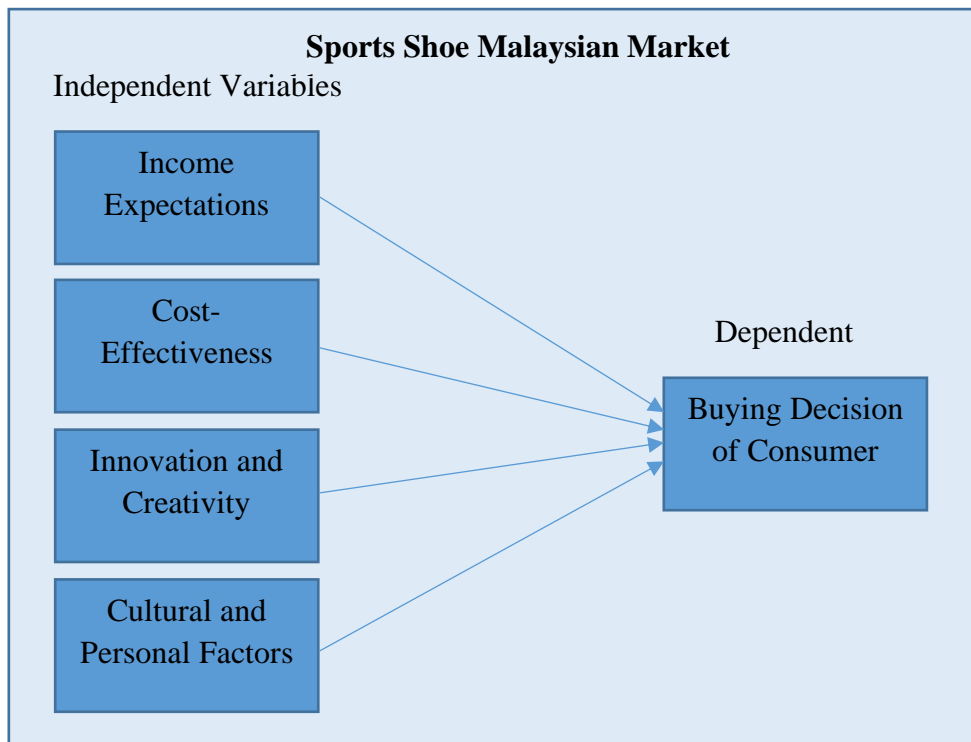 Sports Shoe Malaysian Market
Independent Variables
Income
Expectations
Cost-
Effectiveness
Dependent
Buying Decision
of Consumer
Innovation and
Creativity
Cultural and
Personal Factors